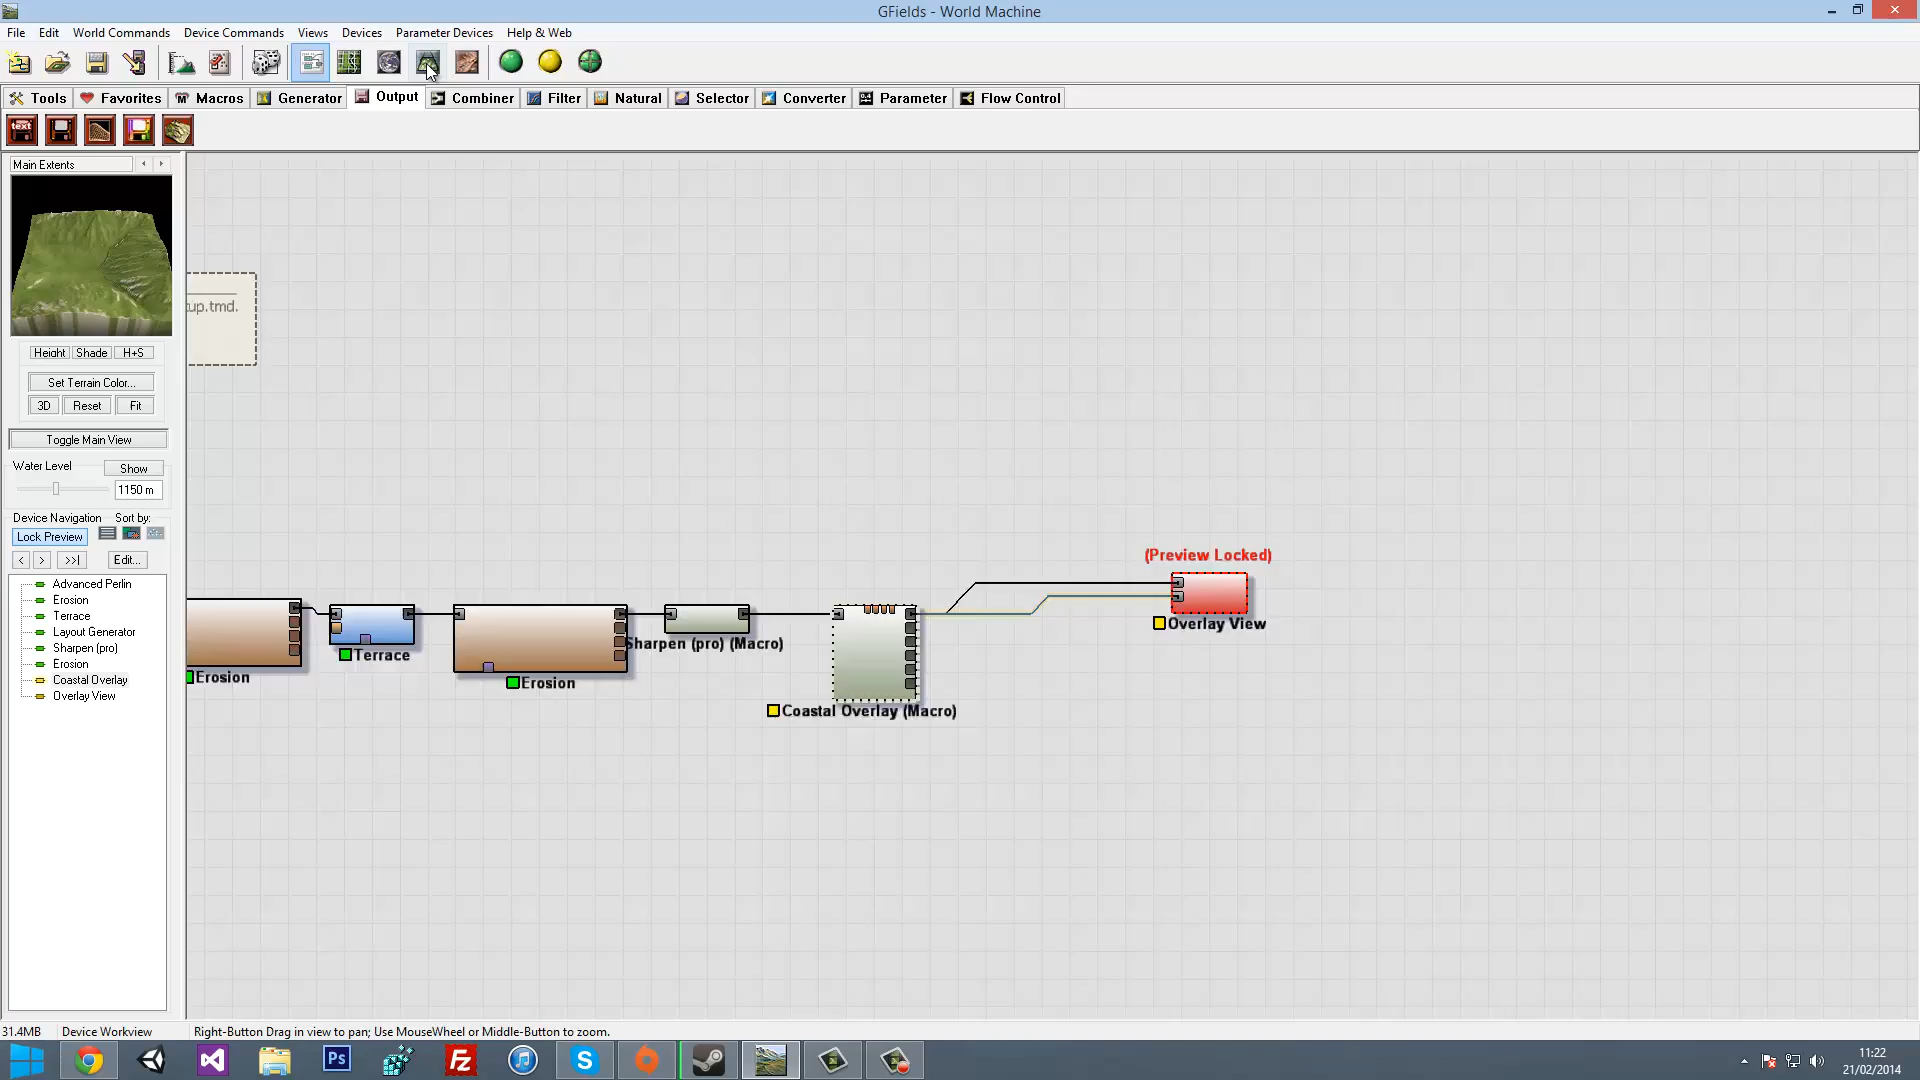 GFields - World Machine
File Edit World Commands Device Commands Views Devices Parameter Devices Help & Web
Tools Favorites Macros Generator Output Combiner Filter Natural Selector Converter Parameter Flow Control
text
Main Extents
up.tmd.
Height Shade H+S
Set Terrain Color...
3D Reset Fit
Toggle Main View
Water Level Show
1150 m
Device Navigation Sort by:
Lock Preview
< > >>| Edit...
Advanced Perlin
Erosion
Terrace
Layout Generator
Sharpen (pro)
Erosion
Coastal Overlay
Overlay View
(Preview Locked)
Overlay View
Sharpen (pro) (Macro)
Terrace
Erosion
Erosion
Coastal Overlay (Macro)
31.4MB Device Workview Right-Button Drag in view to pan; Use MouseWheel or Middle-Button to zoom.
Ps
Fz
S
11:22
21/02/2014